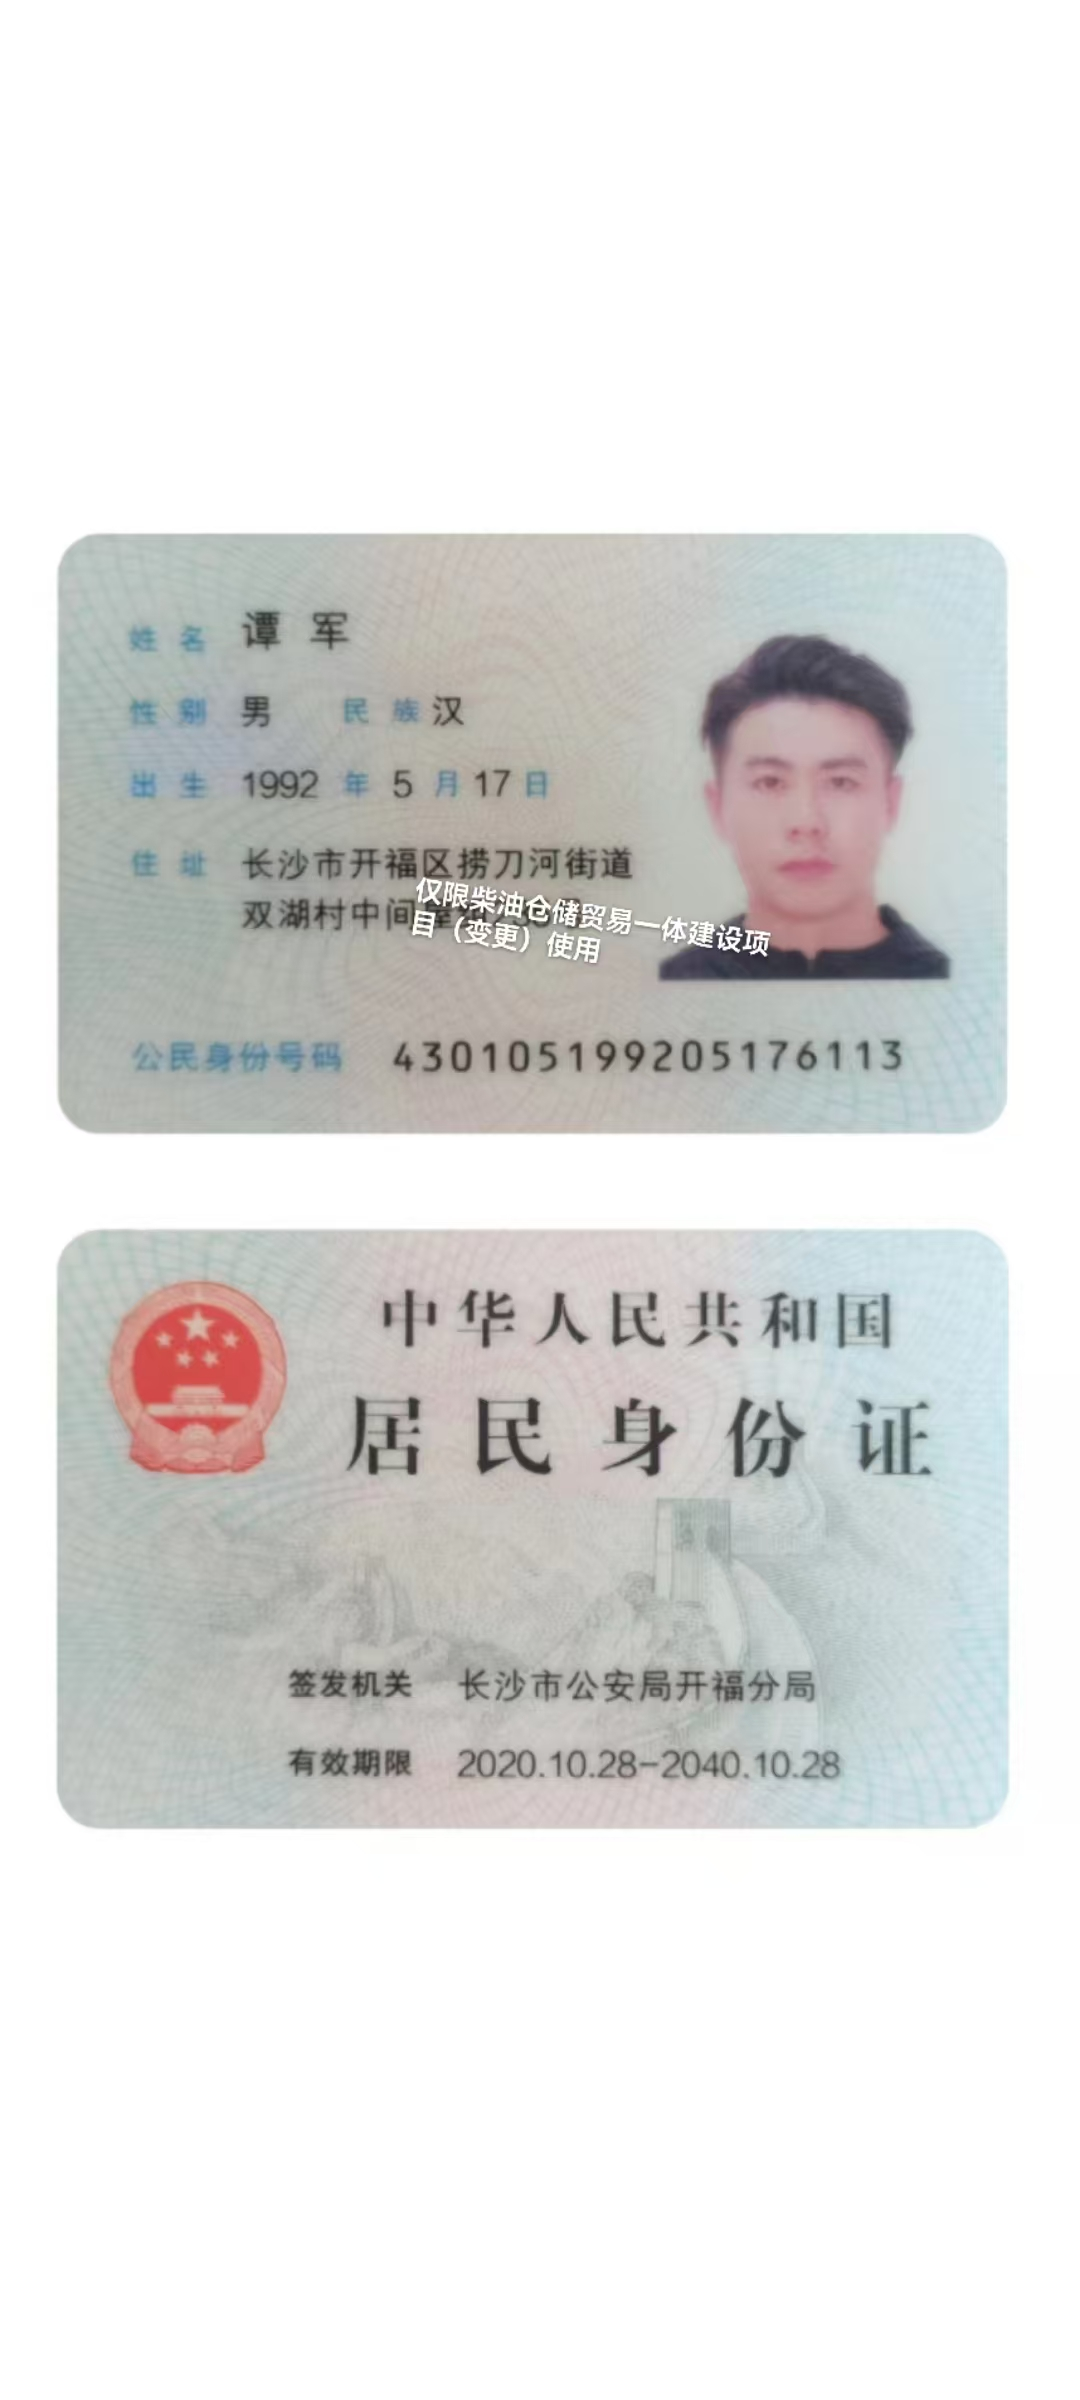 姓名 谭军
性别 男 民族 汉
出生 1992 年 5 月 17 日
住址 长沙市开福区捞刀河街道
双湖村中间
仅限柴油仓储贸易一体建设项
目（变更）使用
公民身份号码 430105199205176113
中华人民共和国
居民身份证
签发机关 长沙市公安局开福分局
有效期限 2020.10.28-2040.10.28